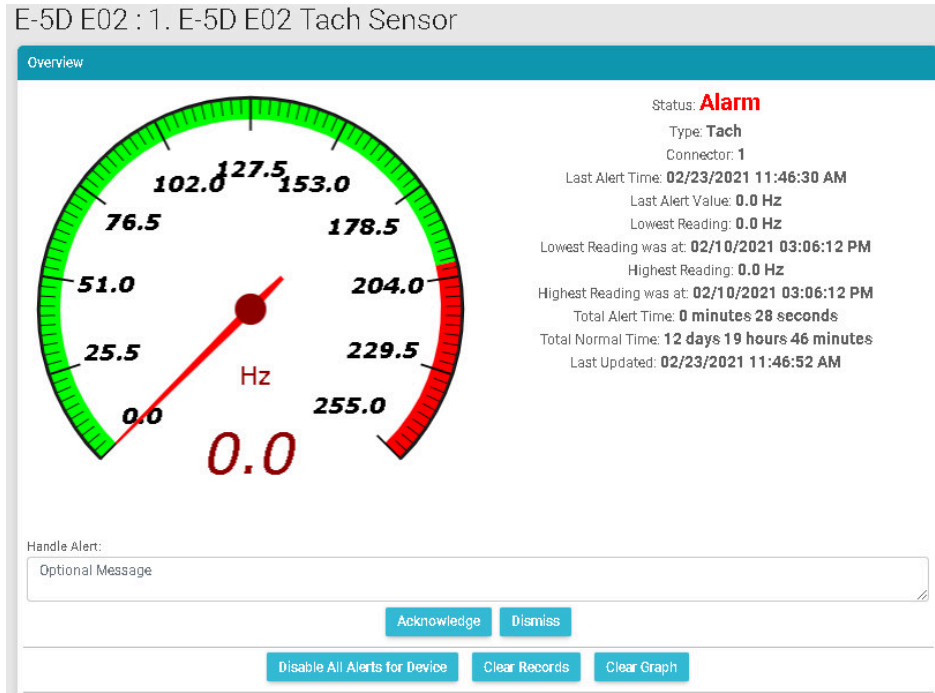 E-5D E02 : 1. E-5D E02 Tach Sensor
Overview
0.0
25.5
51.0
76.5
102.0
127.5
153.0
178.5
204.0
229.5
255.0
Hz
0.0
Status: Alarm
Type: Tach
Connector: 1
Last Alert Time: 02/23/2021 11:46:30 AM
Last Alert Value: 0.0 Hz
Lowest Reading: 0.0 Hz
Lowest Reading was at: 02/10/2021 03:06:12 PM
Highest Reading: 0.0 Hz
Highest Reading was at: 02/10/2021 03:06:12 PM
Total Alert Time: 0 minutes 28 seconds
Total Normal Time: 12 days 19 hours 46 minutes
Last Updated: 02/23/2021 11:46:52 AM
Handle Alert:
Optional Message
Acknowledge Dismiss
Disable All Alerts for Device Clear Records Clear Graph